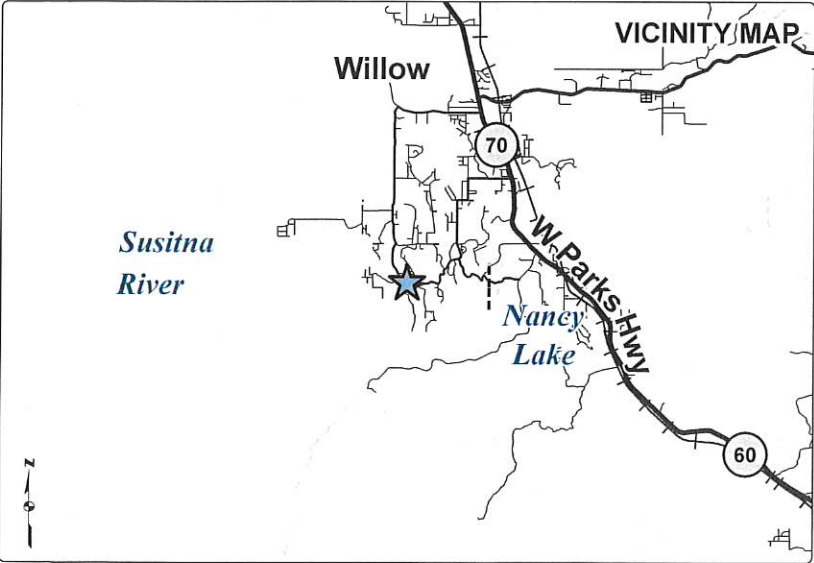 VICINITY MAP
Willow
70
Susitna
River
W Parks Hwy
Nancy
Lake
60
N